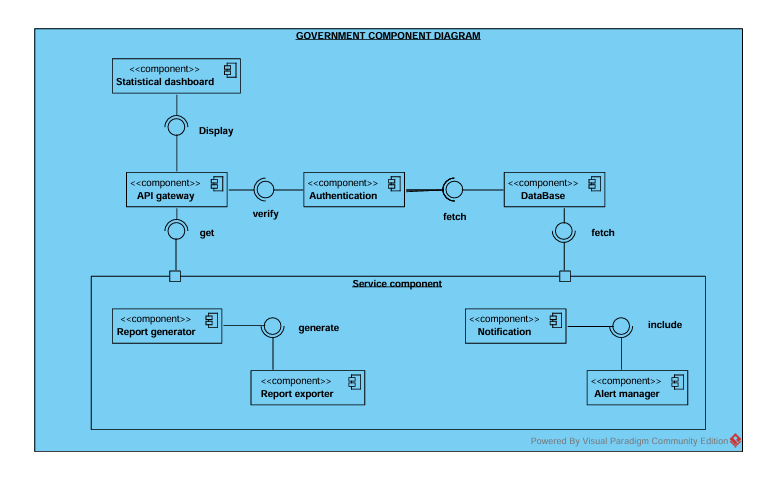 GOVERNMENT COMPONENT DIAGRAM
<<component>>
Statistical dashboard
Display
<<component>>
API gateway
verify
<<component>>
Authentication
fetch
<<component>>
DataBase
get
fetch
Service component
<<component>>
Report generator
generate
<<component>>
Notification
include
<<component>>
Report exporter
<<component>>
Alert manager
Powered By Visual Paradigm Community Edition